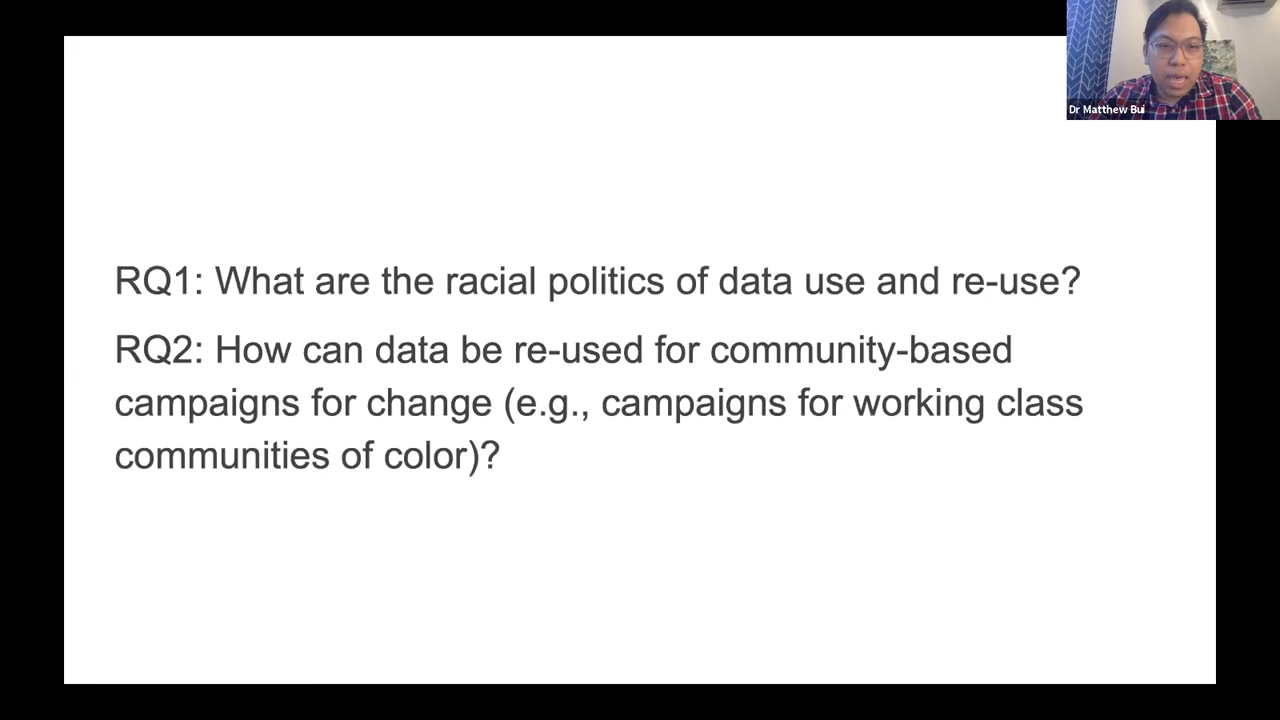 Dr Matthew Bui
RQ1: What are the racial politics of data use and re-use?
RQ2: How can data be re-used for community-based
campaigns for change (e.g., campaigns for working class
communities of color)?